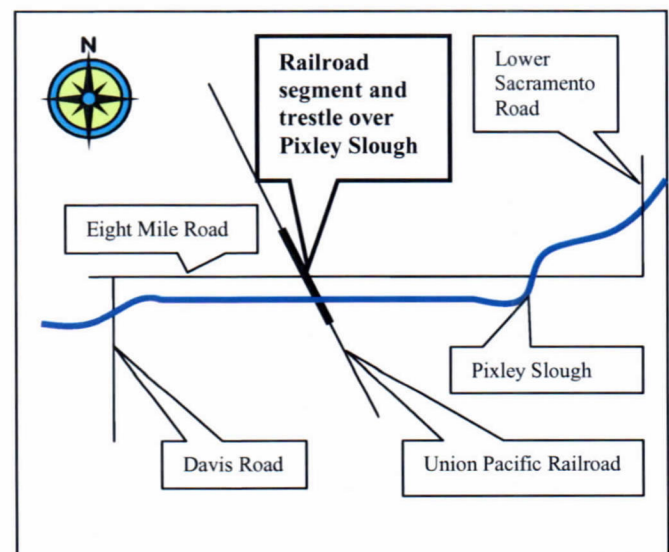 N
Railroad
segment and
trestle over
Pixley Slough
Lower
Sacramento
Road
Eight Mile Road
Pixley Slough
Davis Road
Union Pacific Railroad